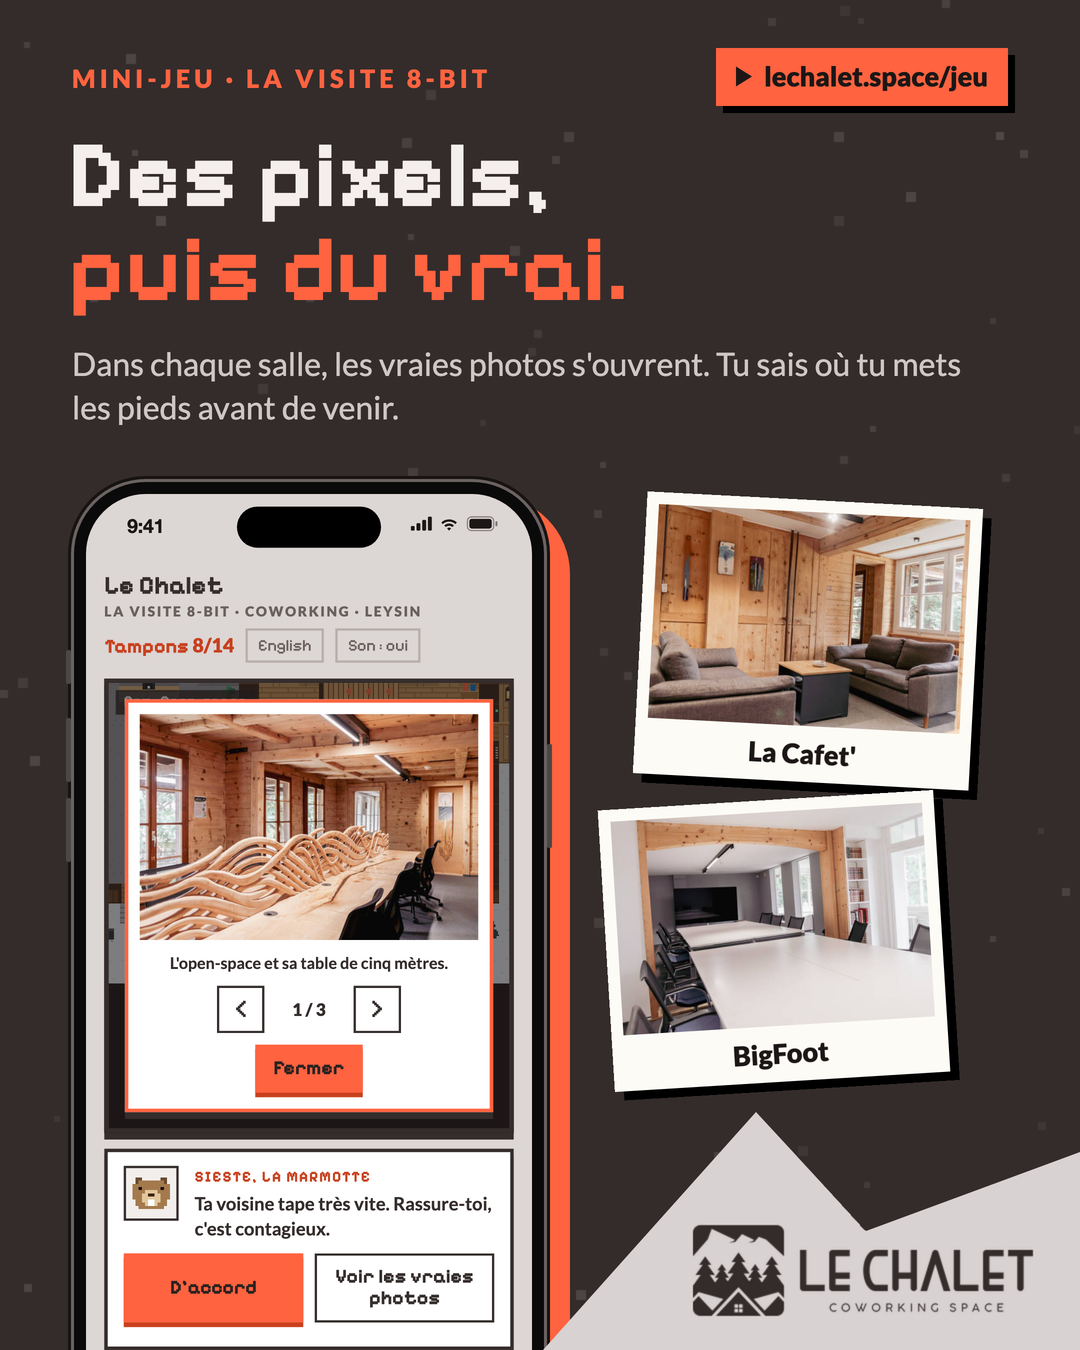 MINI-JEU · LA VISITE 8-BIT
lechalet.space/jeu
Des pixels,
puis du vrai.
Dans chaque salle, les vraies photos s'ouvrent. Tu sais où tu mets
les pieds avant de venir.
9:41
Le Chalet
LA VISITE 8-BIT · COWORKING · LEYSIN
Tampons 8/14
English
Son : oui
L'open-space et sa table de cinq mètres.
1 / 3
Fermer
SIESTE, LA MARMOTTE
Ta voisine tape très vite. Rassure-toi,
c'est contagieux.
D'accord
Voir les vraies
photos
La Cafet'
BigFoot
LE CHALET
COWORKING SPACE